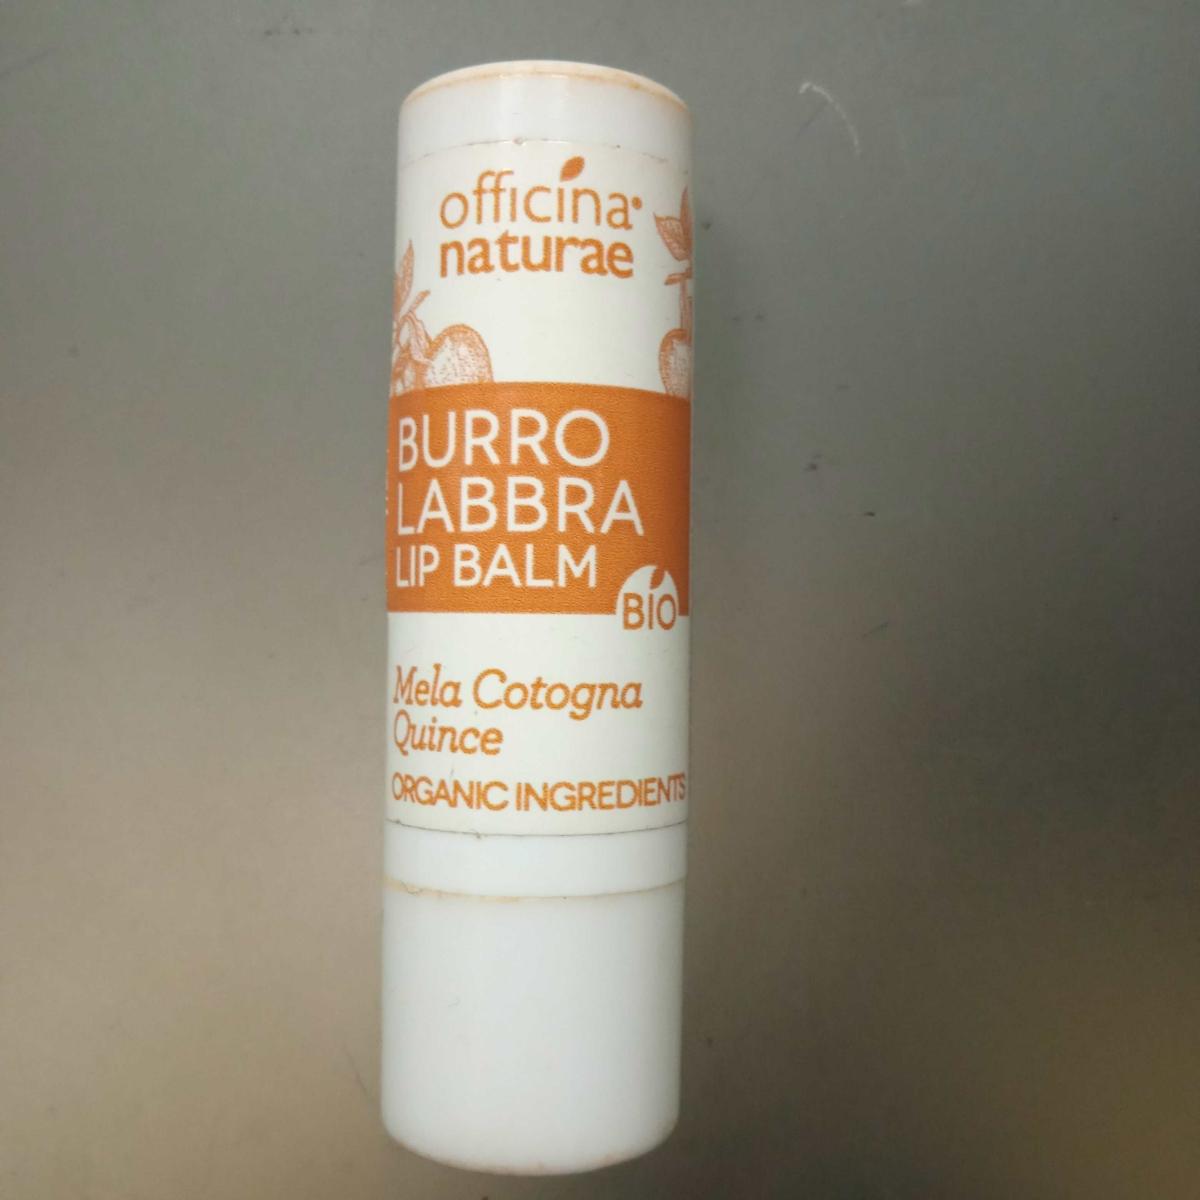 officina
naturae
BURRO
LABBRA
LIP BALM
BIO
Mela Cotogna
Quince
ORGANIC INGREDIENTS